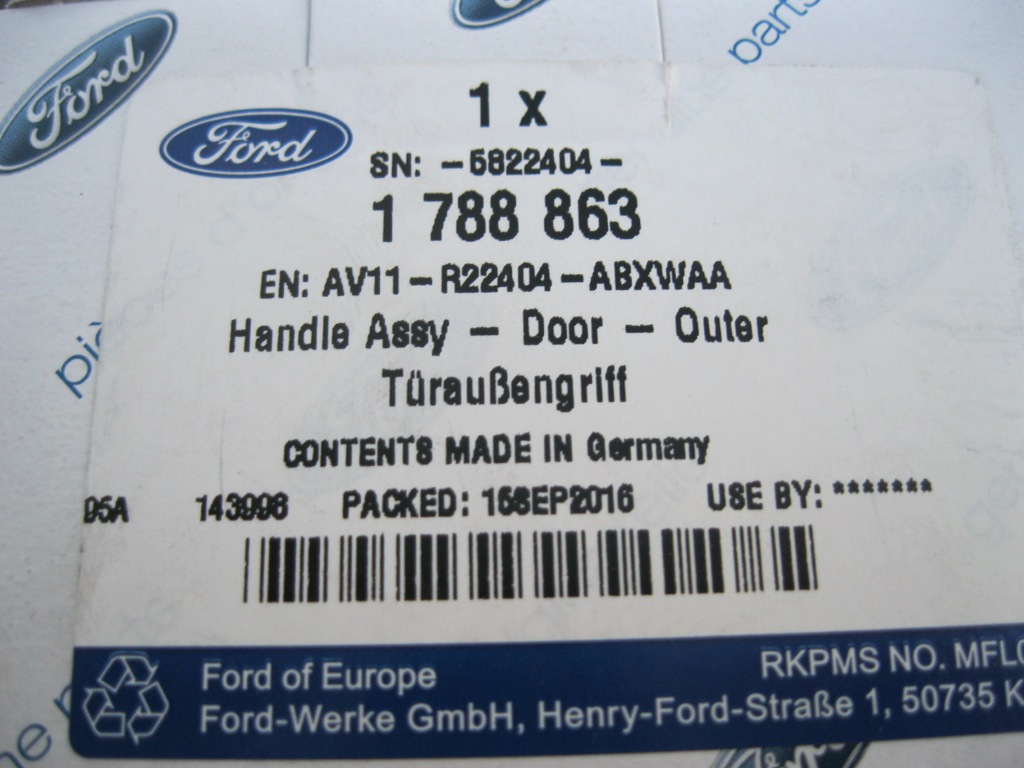 Ford
parts
Ford
1 x
SN: -5822404-
1 788 863
EN: AV11-R22404-ABXWAA
Handle Assy - Door - Outer
Türaußengriff
CONTENTS MADE IN Germany
95A 143998 PACKED: 15SEP2016 USE BY: *******
Ford of Europe RKPMS NO. MFL
Ford-Werke GmbH, Henry-Ford-Straße 1, 50735 K